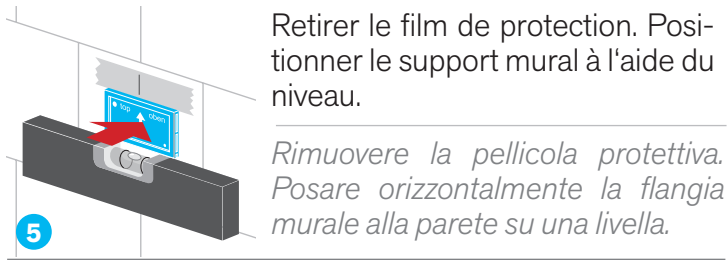 top
oben
5
Retirer le film de protection. Posi-
tionner le support mural à l‘aide du
niveau.
Rimuovere la pellicola protettiva.
Posare orizzontalmente la flangia
murale alla parete su una livella.